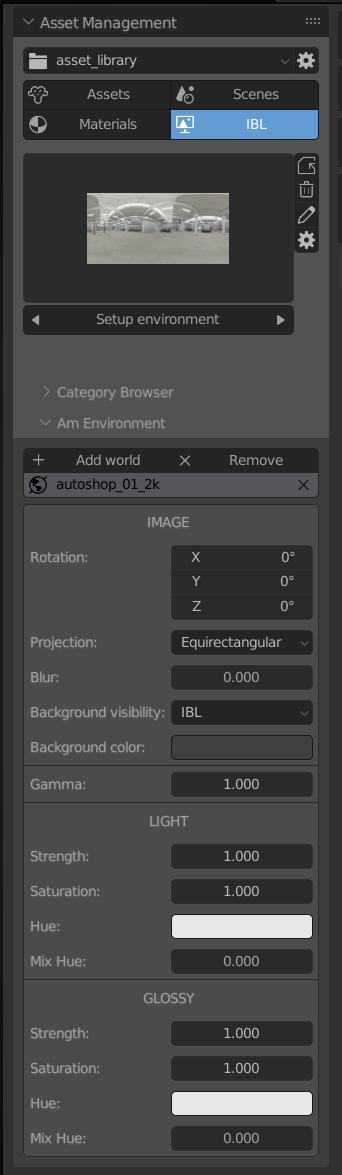 Asset Management
asset_library
Assets Scenes
Materials IBL
Setup environment
Category Browser
Am Environment
Add world Remove
autoshop_01_2k
IMAGE
Rotation: X 0°
Y 0°
Z 0°
Projection: Equirectangular
Blur: 0.000
Background visibility: IBL
Background color:
Gamma: 1.000
LIGHT
Strength: 1.000
Saturation: 1.000
Hue:
Mix Hue: 0.000
GLOSSY
Strength: 1.000
Saturation: 1.000
Hue:
Mix Hue: 0.000